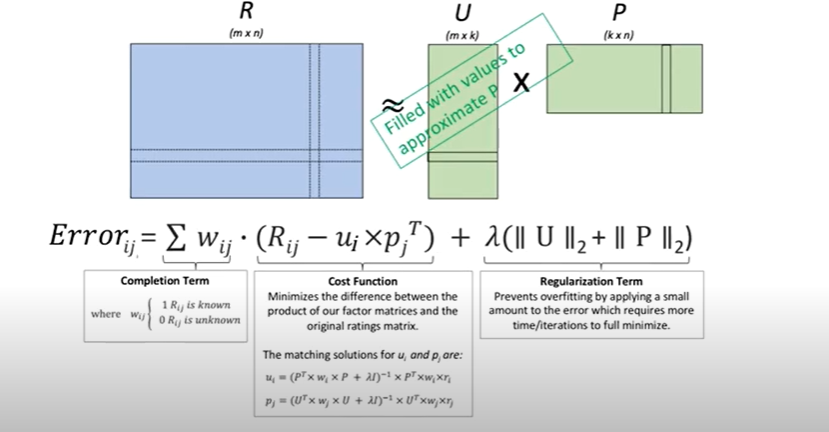 R
(m x n)
U
(m x k)
P
(k x n)
≈
X
Filled with values to
approximate P
Error_ij = ∑ w_ij · (R_ij − u_i × p_j^T) + λ(‖ U ‖₂ + ‖ P ‖₂)
Completion Term
where w_ij { 1 R_ij is known
0 R_ij is unknown
Cost Function
Minimizes the difference between the
product of our factor matrices and the
original ratings matrix.
The matching solutions for u_i and p_j are:
u_i = (P^T × w_i × P + λI)^−1 × P^T×w_i×r_i
p_j = (U^T × w_j × U + λI)^−1 × U^T×w_j×r_j
Regularization Term
Prevents overfitting by applying a small
amount to the error which requires more
time/iterations to full minimize.